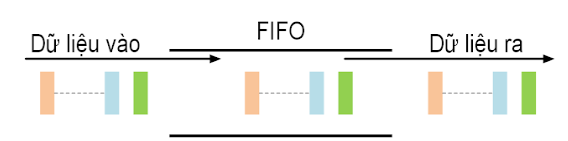 Dữ liệu vào
FIFO
Dữ liệu ra